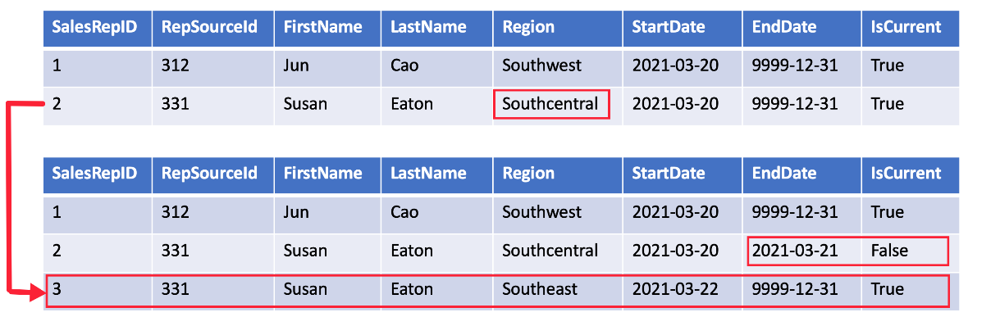 SalesRepID RepSourceId FirstName LastName Region StartDate EndDate IsCurrent
1 312 Jun Cao Southwest 2021-03-20 9999-12-31 True
2 331 Susan Eaton Southcentral 2021-03-20 9999-12-31 True
SalesRepID RepSourceId FirstName LastName Region StartDate EndDate IsCurrent
1 312 Jun Cao Southwest 2021-03-20 9999-12-31 True
2 331 Susan Eaton Southcentral 2021-03-20 2021-03-21 False
3 331 Susan Eaton Southeast 2021-03-22 9999-12-31 True